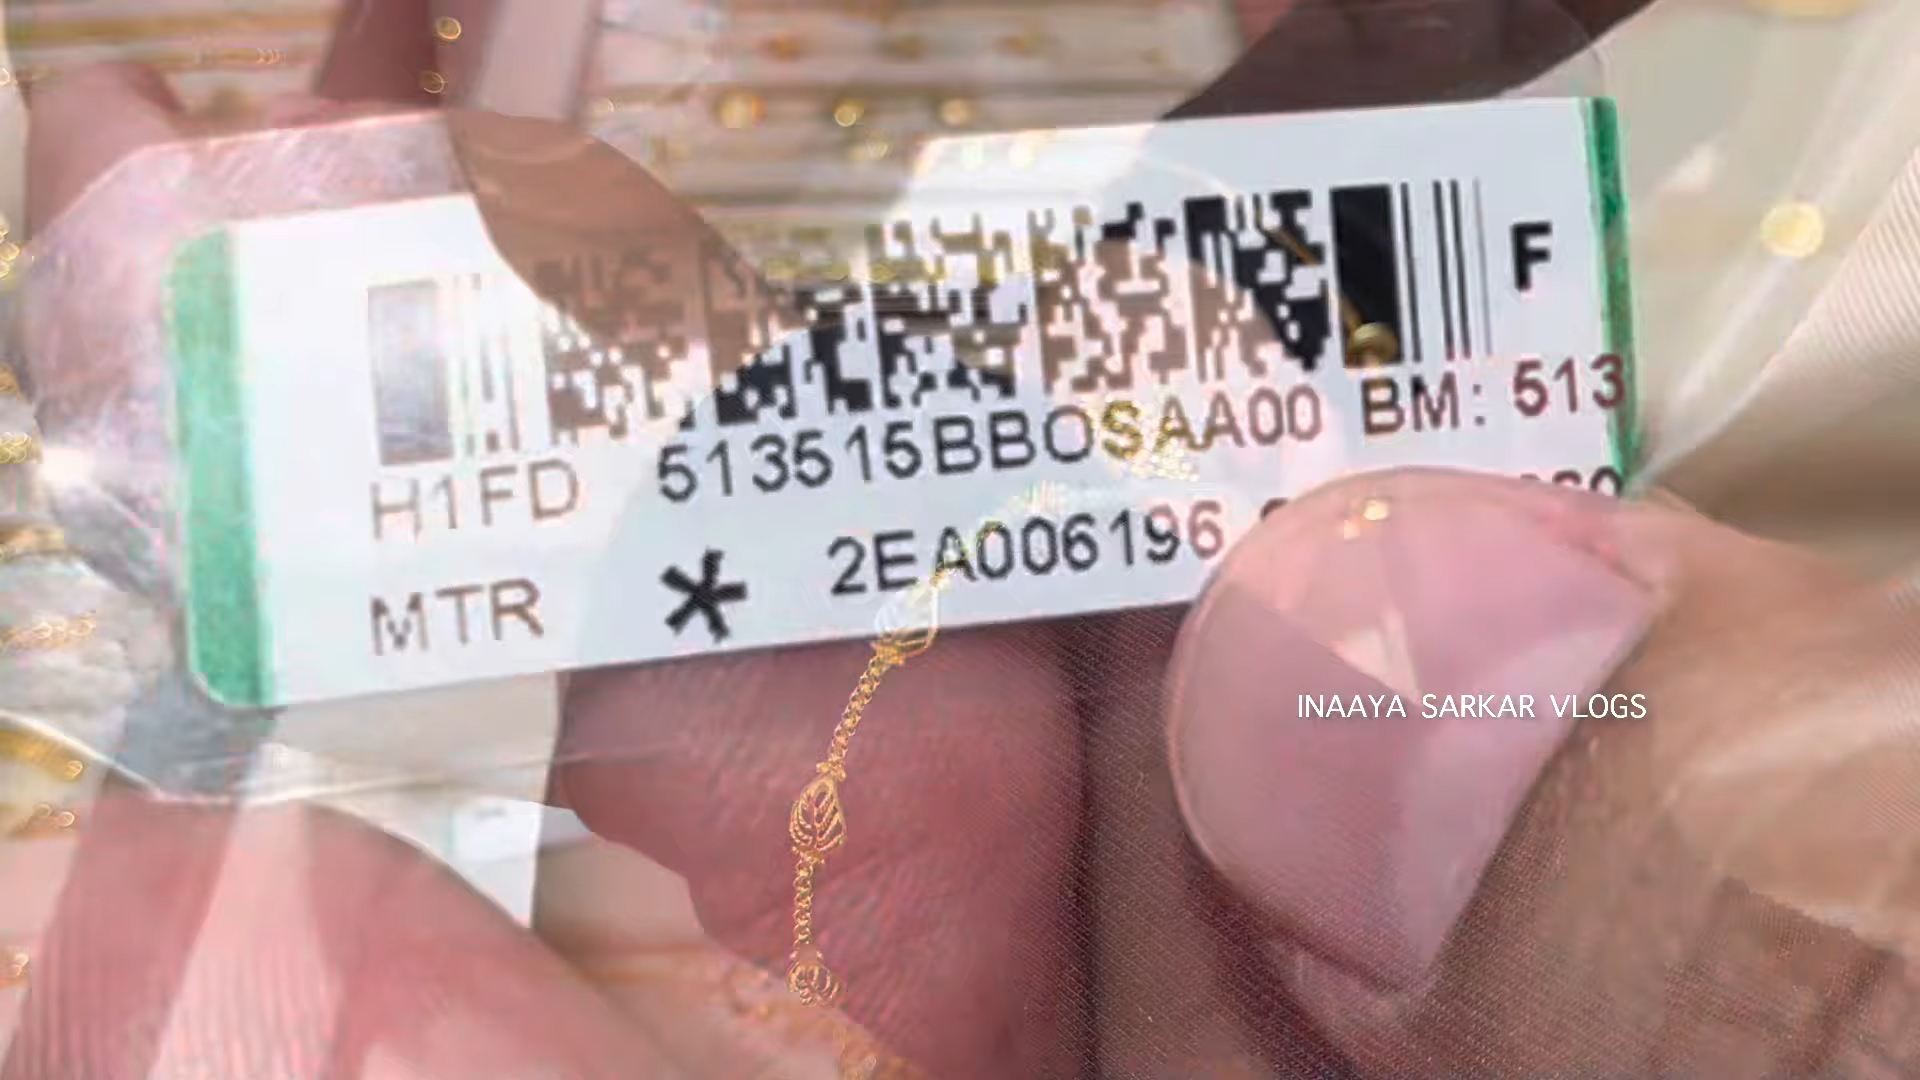 F
H1FD 513515BBOSAA00 BM: 513
MTR * 2EA006196
INAAYA SARKAR VLOGS